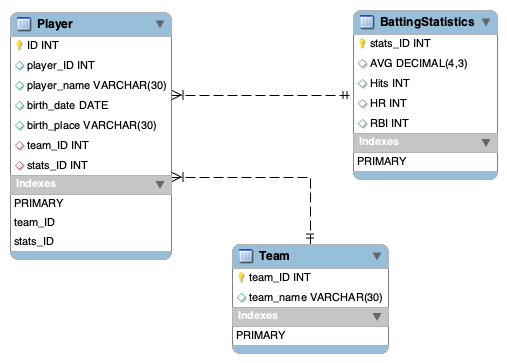 Player
ID INT
player_ID INT
player_name VARCHAR(30)
birth_date DATE
birth_place VARCHAR(30)
team_ID INT
stats_ID INT
Indexes
PRIMARY
team_ID
stats_ID
BattingStatistics
stats_ID INT
AVG DECIMAL(4,3)
Hits INT
HR INT
RBI INT
Indexes
PRIMARY
Team
team_ID INT
team_name VARCHAR(30)
Indexes
PRIMARY